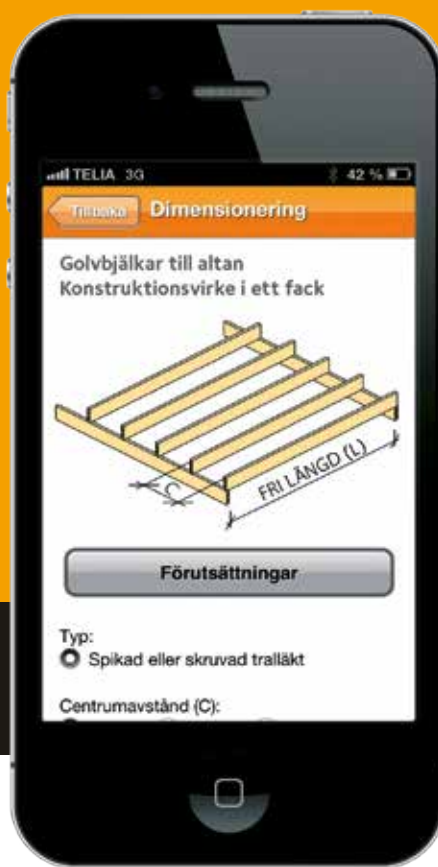 TELIA 3G 42 %
Tillbaka Dimensionering
Golvbjälkar till altan
Konstruktionsvirke i ett fack
C
FRI LÄNGD (L)
Förutsättningar
Typ:
Spikad eller skruvad tralläkt
Centrumavstånd (C):